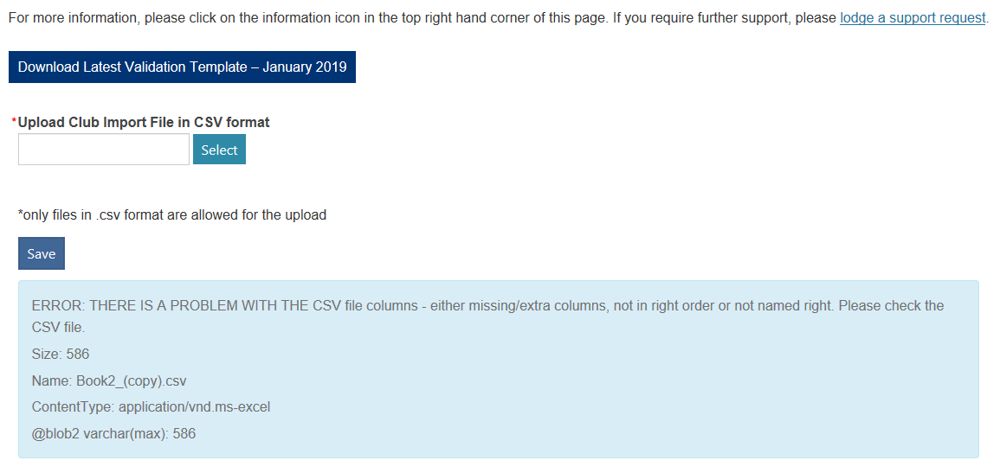 For more information, please click on the information icon in the top right hand corner of this page. If you require further support, please lodge a support request.
Download Latest Validation Template – January 2019
*Upload Club Import File in CSV format
Select
*only files in .csv format are allowed for the upload
Save
ERROR: THERE IS A PROBLEM WITH THE CSV file columns - either missing/extra columns, not in right order or not named right. Please check the
CSV file.
Size: 586
Name: Book2_(copy).csv
ContentType: application/vnd.ms-excel
@blob2 varchar(max): 586